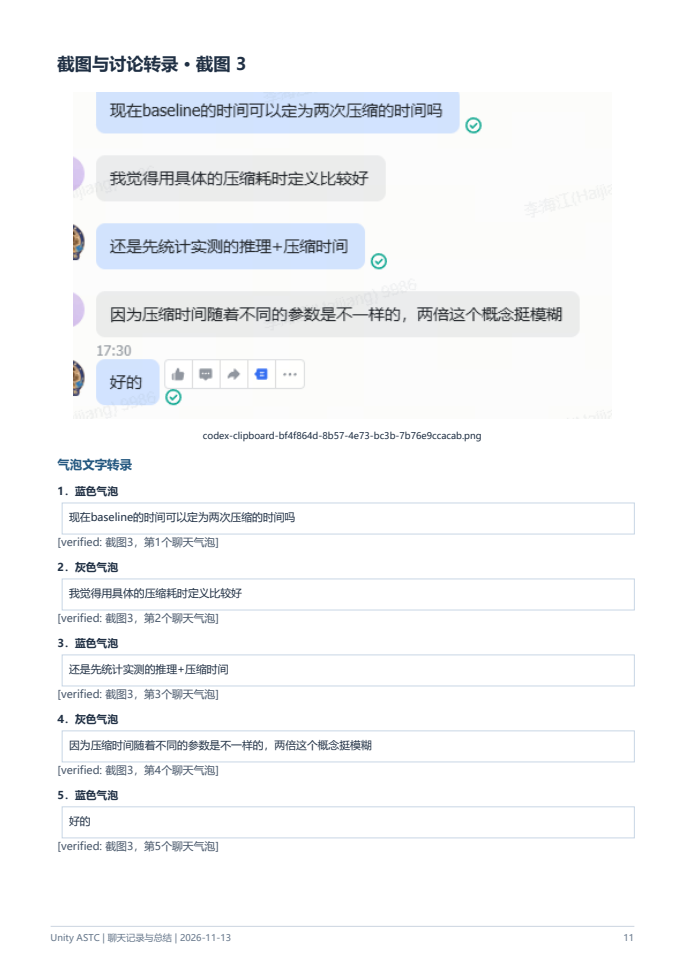 截图与讨论转录 • 截图 3
现在baseline的时间可以定为两次压缩的时间吗
我觉得用具体的压缩耗时定义比较好
李海江(Haijia
还是先统计实测的推理+压缩时间
因为压缩时间随着不同的参数是不一样的，两倍这个概念挺模糊
17:30
好的
codex-clipboard-bf4f864d-8b57-4e73-bc3b-7b76e9ccacab.png
气泡文字转录
1. 蓝色气泡
现在baseline的时间可以定为两次压缩的时间吗
[verified: 截图3，第1个聊天气泡]
2. 灰色气泡
我觉得用具体的压缩耗时定义比较好
[verified: 截图3，第2个聊天气泡]
3. 蓝色气泡
还是先统计实测的推理+压缩时间
[verified: 截图3，第3个聊天气泡]
4. 灰色气泡
因为压缩时间随着不同的参数是不一样的，两倍这个概念挺模糊
[verified: 截图3，第4个聊天气泡]
5. 蓝色气泡
好的
[verified: 截图3，第5个聊天气泡]
Unity ASTC | 聊天记录与总结 | 2026-11-13
11